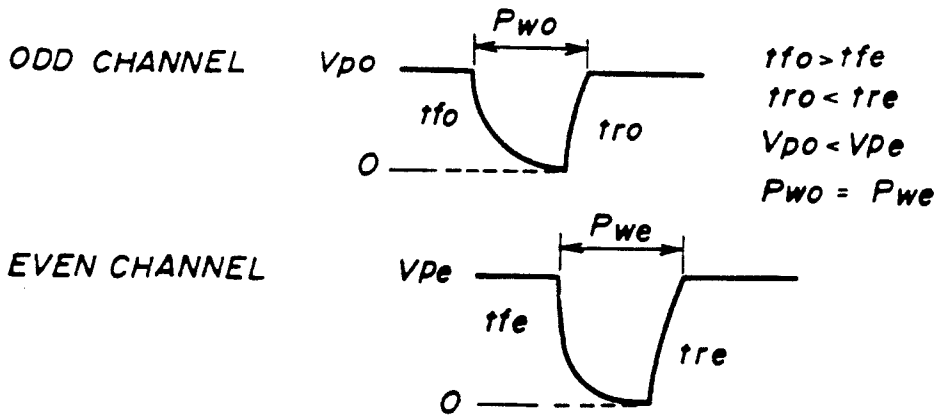 Pwo
ODD CHANNEL Vpo tfo>tfe
tfo tro tro<tre
Vpo<Vpe
0 Pwo = Pwe
Pwe
EVEN CHANNEL Vpe
tfe tre
0